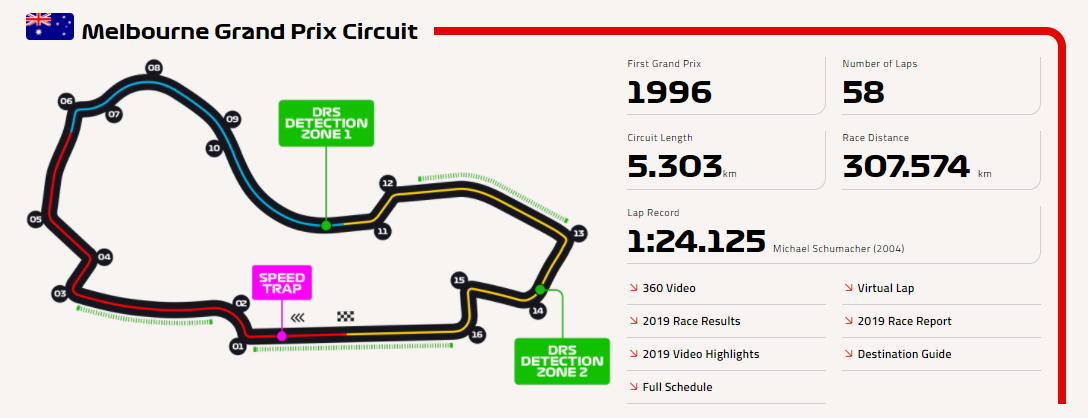 Melbourne Grand Prix Circuit
08
06
07
09
10
DRS
DETECTION
ZONE 1
12
11
05
13
04
03
SPEED
TRAP
02
15
14
01
16
DRS
DETECTION
ZONE 2
First Grand Prix
1996
Number of Laps
58
Circuit Length
5.303km
Race Distance
307.574 km
Lap Record
1:24.125 Michael Schumacher (2004)
360 Video
Virtual Lap
2019 Race Results
2019 Race Report
2019 Video Highlights
Destination Guide
Full Schedule